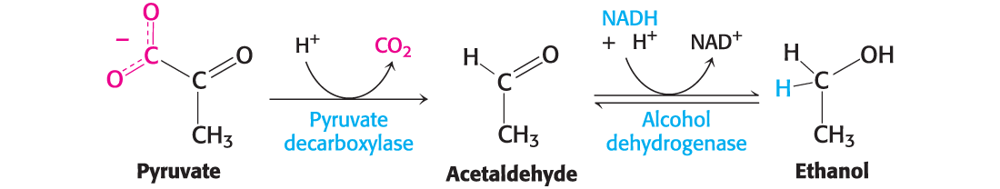 O
−
C
O
C
O
CH₃
Pyruvate
H⁺
CO₂
Pyruvate
decarboxylase
H
C
O
CH₃
Acetaldehyde
NADH
+ H⁺
NAD⁺
Alcohol
dehydrogenase
H
OH
H
C
CH₃
Ethanol